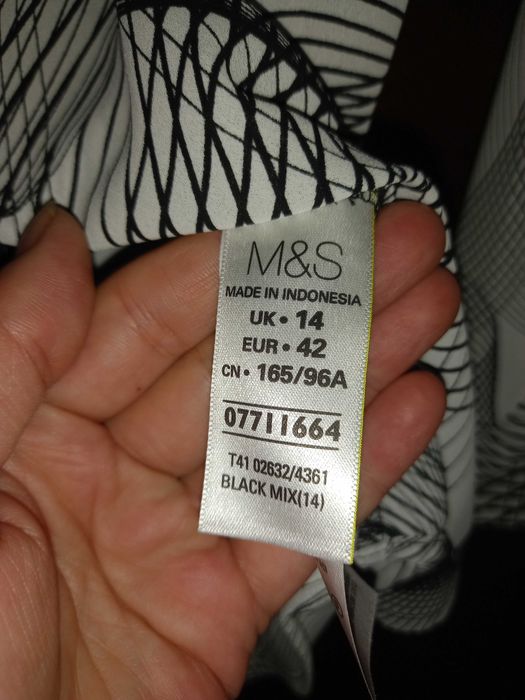 M&S
MADE IN INDONESIA
UK • 14
EUR • 42
CN • 165/96A
07711664
T41 02632/4361
BLACK MIX(14)